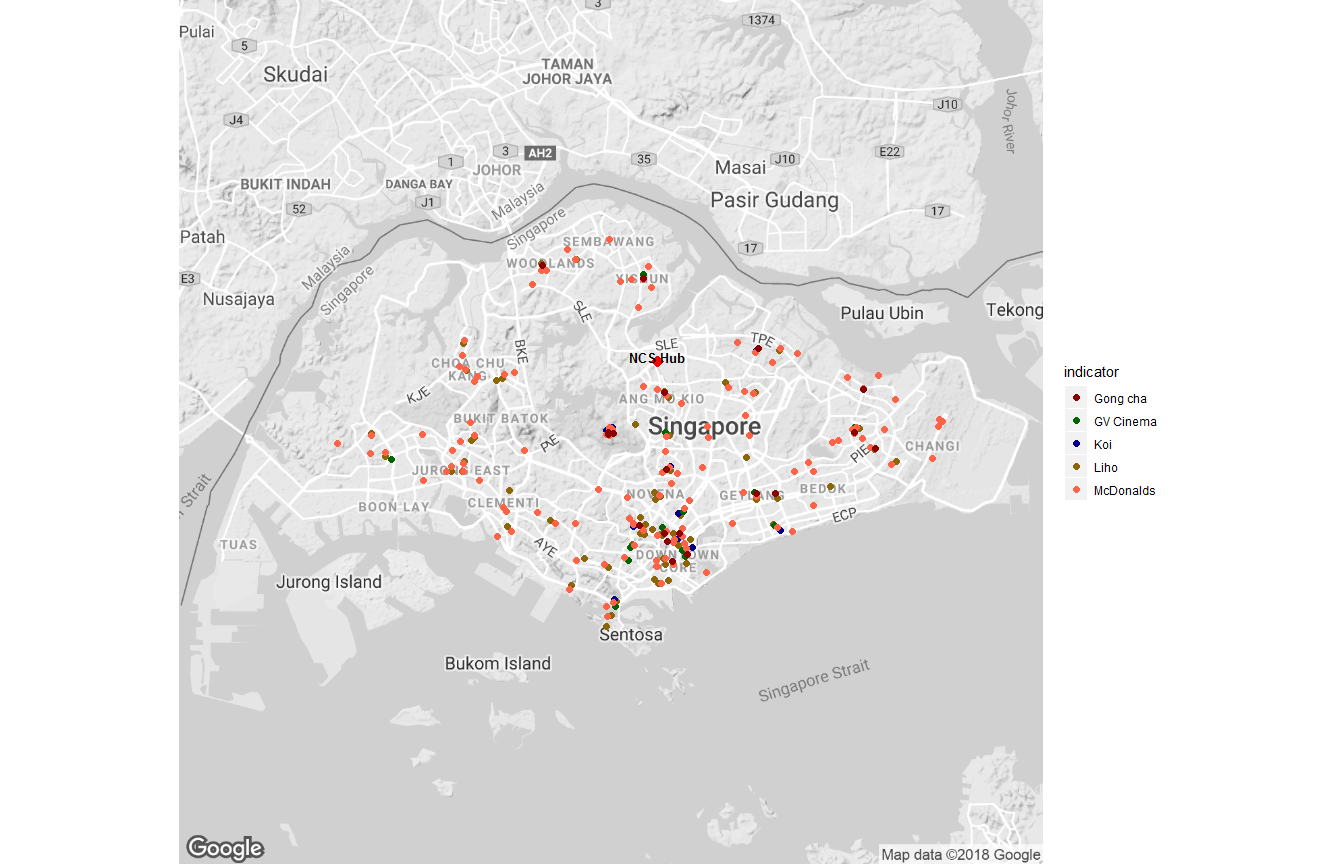 3
1374
Pulai
5
TAMAN
JOHOR JAYA
Skudai
J10
J4
Johor River
3
AH2
35
J10
E22
1
JOHOR
Masai
BUKIT INDAH
DANGA BAY
J1
Malaysia
Pasir Gudang
52
17
Singapore
Patah
SEMBAWANG
17
Malaysia
WOODLANDS
E3
Singapore
YISHUN
Nusajaya
SLE
Pulau Ubin
Tekong
BKE
SLE
TPE
NCS Hub
CHOA CHU
KANG
KJE
ANG MO KIO
BUKIT BATOK
Singapore
PIE
CHANGI
PIE
JURONG EAST
BEDOK
NOVENA
GEYLANG
BOON LAY
CLEMENTI
ECP
TUAS
AYE
DOWNTOWN
CORE
Jurong Island
Sentosa
Bukom Island
Singapore Strait
Google
Map data ©2018 Google
indicator
Gong cha
GV Cinema
Koi
Liho
McDonalds